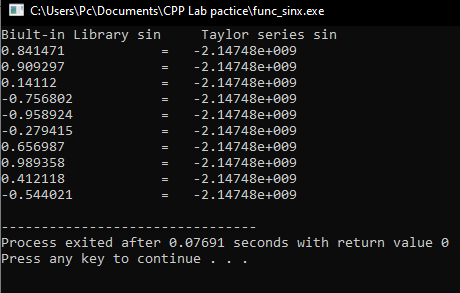 C:\Users\Pc\Documents\CPP Lab pactice\func_sinx.exe
Biult-in Library sin     Taylor series sin
0.841471            =   -2.14748e+009
0.909297            =   -2.14748e+009
0.14112             =   -2.14748e+009
-0.756802           =   -2.14748e+009
-0.958924           =   -2.14748e+009
-0.279415           =   -2.14748e+009
0.656987            =   -2.14748e+009
0.989358            =   -2.14748e+009
0.412118            =   -2.14748e+009
-0.544021           =   -2.14748e+009
--------------------------------
Process exited after 0.07691 seconds with return value 0
Press any key to continue . . .